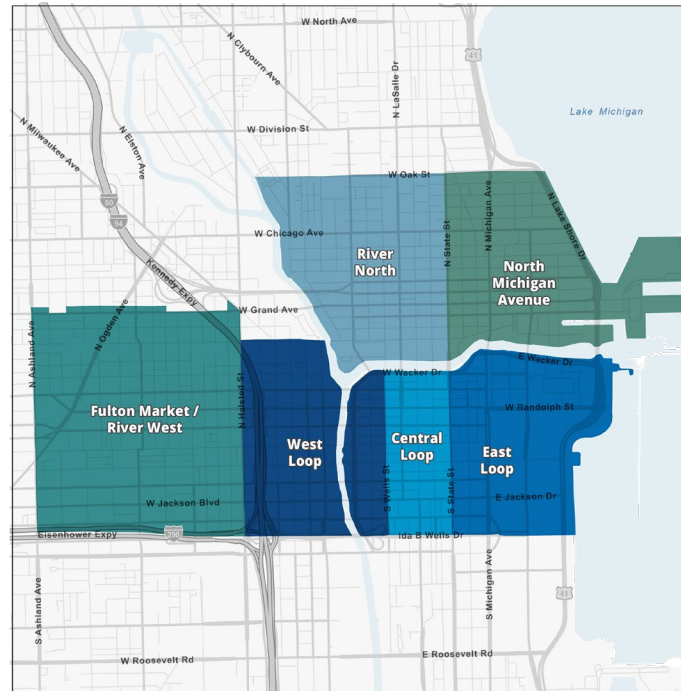 W North Ave
N Clybourn Ave
41
N LaSalle Dr
Lake Michigan
N Milwaukee Ave
N Elston Ave
W Division St
W Oak St
90
94
N Michigan Ave
N Lake Shore Dr
W Chicago Ave
N State St
River
North
North
Michigan
Avenue
Kennedy Expy
N Ogden Ave
W Grand Ave
N Ashland Ave
E Wacker Dr
W Wacker Dr
N Halsted St
W Randolph St
Fulton Market /
River West
West
Loop
Central
Loop
East
Loop
S Wells St
S State St
W Jackson Blvd
E Jackson Dr
Eisenhower Expy
290
Ida B Wells Dr
S Ashland Ave
S Michigan Ave
41
W Roosevelt Rd
E Roosevelt Rd